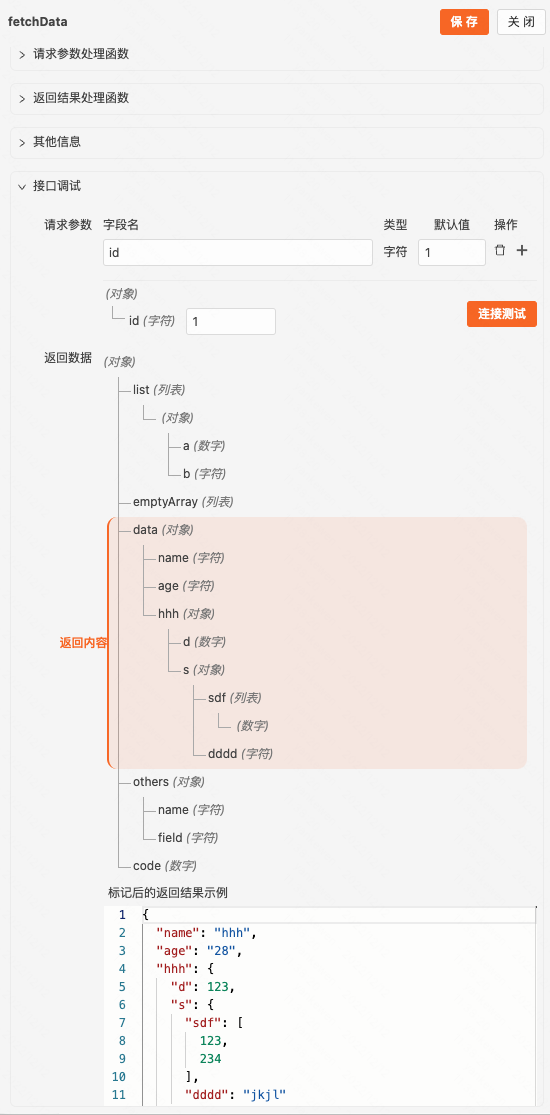 fetchData 保 存 关 闭
请求参数处理函数
返回结果处理函数
其他信息
接口调试
请求参数 字段名 类型 默认值 操作
id 字符 1
(对象)
id (字符) 1 连接测试
返回数据 (对象)
list (列表)
(对象)
a (数字)
b (字符)
emptyArray (列表)
data (对象)
name (字符)
age (字符)
hhh (对象)
返回内容 d (数字)
s (对象)
sdf (列表)
(数字)
dddd (字符)
others (对象)
name (字符)
field (字符)
code (数字)
标记后的返回结果示例
1 {
2 "name": "hhh",
3 "age": "28",
4 "hhh": {
5 "d": 123,
6 "s": {
7 "sdf": [
8 123,
9 234
10 ],
11 "dddd": "jkjl"